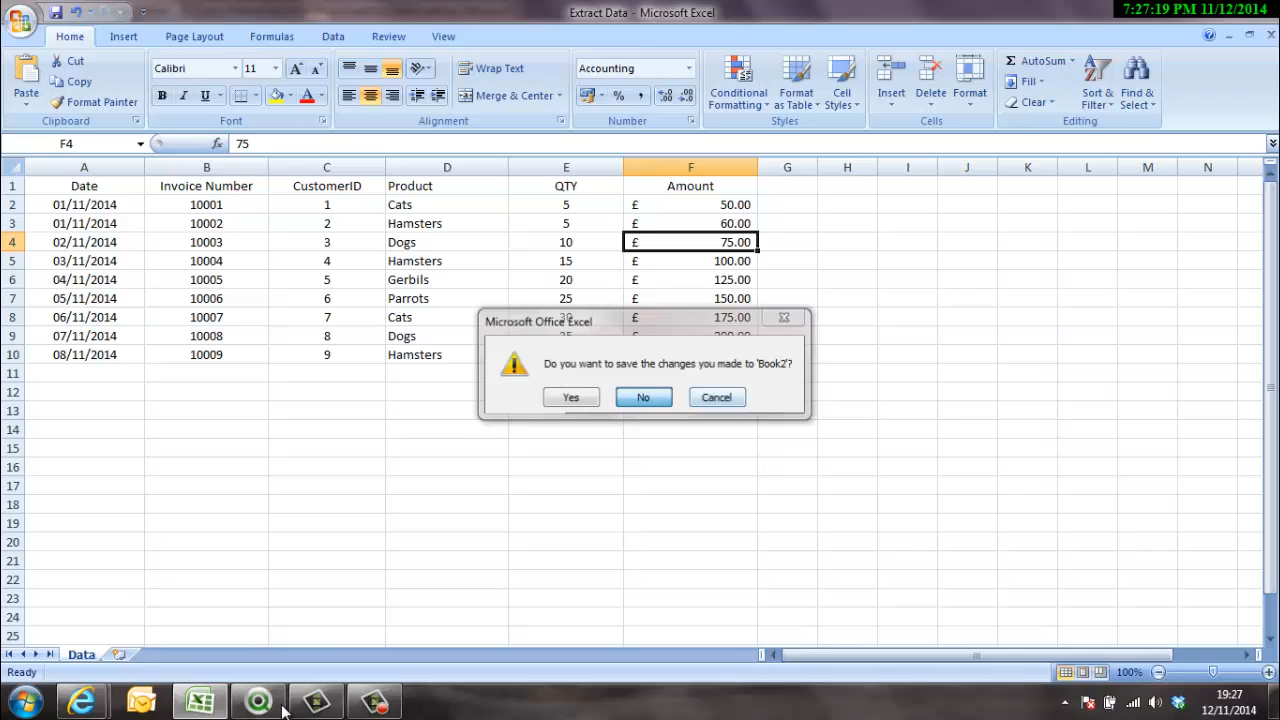 Extract Data - Microsoft Excel
7:27:19 PM 11/12/2014
Home Insert Page Layout Formulas Data Review View
Paste
Cut
Copy
Format Painter
Clipboard
Calibri 11
A A
B I U A
Font
Wrap Text
Merge & Center
Alignment
Accounting
% ,
Number
Conditional Formatting
Format as Table
Cell Styles
Styles
Insert Delete Format
Cells
Σ AutoSum
Fill
Clear
Sort & Filter
Find & Select
Editing
F4 fx 75
A B C D E F G H I J K L M N
1 Date Invoice Number CustomerID Product QTY Amount
2 01/11/2014 10001 1 Cats 5 £ 50.00
3 01/11/2014 10002 2 Hamsters 5 £ 60.00
4 02/11/2014 10003 3 Dogs 10 £ 75.00
5 03/11/2014 10004 4 Hamsters 15 £ 100.00
6 04/11/2014 10005 5 Gerbils 20 £ 125.00
7 05/11/2014 10006 6 Parrots 25 £ 150.00
8 06/11/2014 10007 7 Cats 30 £ 175.00
9 07/11/2014 10008 8 Dogs
10 08/11/2014 10009 9 Hamsters
11
12
13
14
15
16
17
18
19
20
21
22
23
24
25
Microsoft Office Excel
Do you want to save the changes you made to 'Book2'?
Yes No Cancel
Data
Ready
100%
19:27
12/11/2014